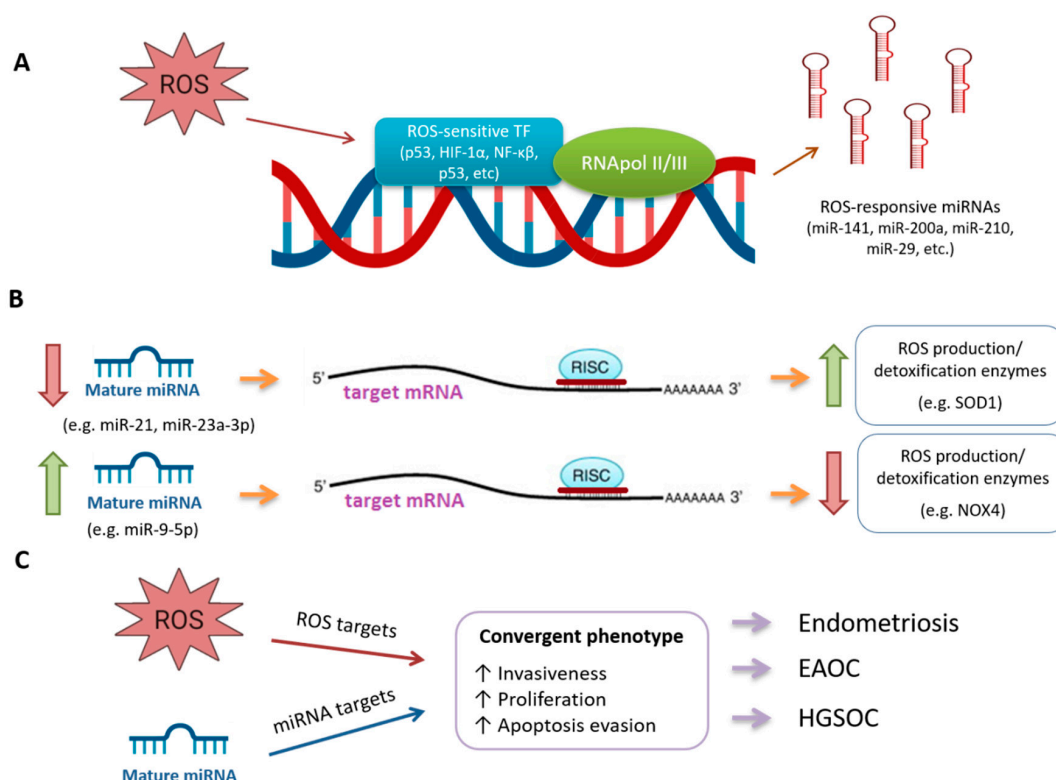 A
ROS
ROS-sensitive TF
(p53, HIF-1α, NF-κβ,
p53, etc)
RNApol II/III
ROS-responsive miRNAs
(miR-141, miR-200a, miR-210,
miR-29, etc.)
B
Mature miRNA
(e.g. miR-21, miR-23a-3p)
5'
target mRNA
RISC
AAAAAAA 3'
ROS production/
detoxification enzymes
(e.g. SOD1)
Mature miRNA
(e.g. miR-9-5p)
5'
target mRNA
RISC
AAAAAAA 3'
ROS production/
detoxification enzymes
(e.g. NOX4)
C
ROS
ROS targets
miRNA targets
Mature miRNA
Convergent phenotype
↑ Invasiveness
↑ Proliferation
↑ Apoptosis evasion
Endometriosis
EAOC
HGSOC